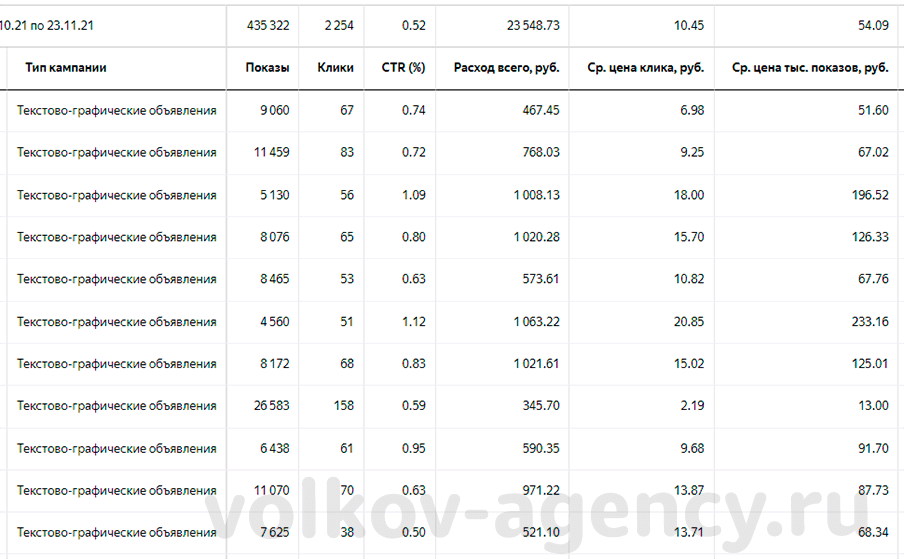 10.21 по 23.11.21 435 322 2 254 0.52 23 548.73 10.45 54.09
Тип кампании Показы Клики CTR (%) Расход всего, руб. Ср. цена клика, руб. Ср. цена тыс. показов, руб.
Текстово-графические объявления 9 060 67 0.74 467.45 6.98 51.60
Текстово-графические объявления 11 459 83 0.72 768.03 9.25 67.02
Текстово-графические объявления 5 130 56 1.09 1 008.13 18.00 196.52
Текстово-графические объявления 8 076 65 0.80 1 020.28 15.70 126.33
Текстово-графические объявления 8 465 53 0.63 573.61 10.82 67.76
Текстово-графические объявления 4 560 51 1.12 1 063.22 20.85 233.16
Текстово-графические объявления 8 172 68 0.83 1 021.61 15.02 125.01
Текстово-графические объявления 26 583 158 0.59 345.70 2.19 13.00
Текстово-графические объявления 6 438 61 0.95 590.35 9.68 91.70
Текстово-графические объявления 11 070 70 0.63 971.22 13.87 87.73
Текстово-графические объявления 7 625 38 0.50 521.10 13.71 68.34
volkov-agency.ru